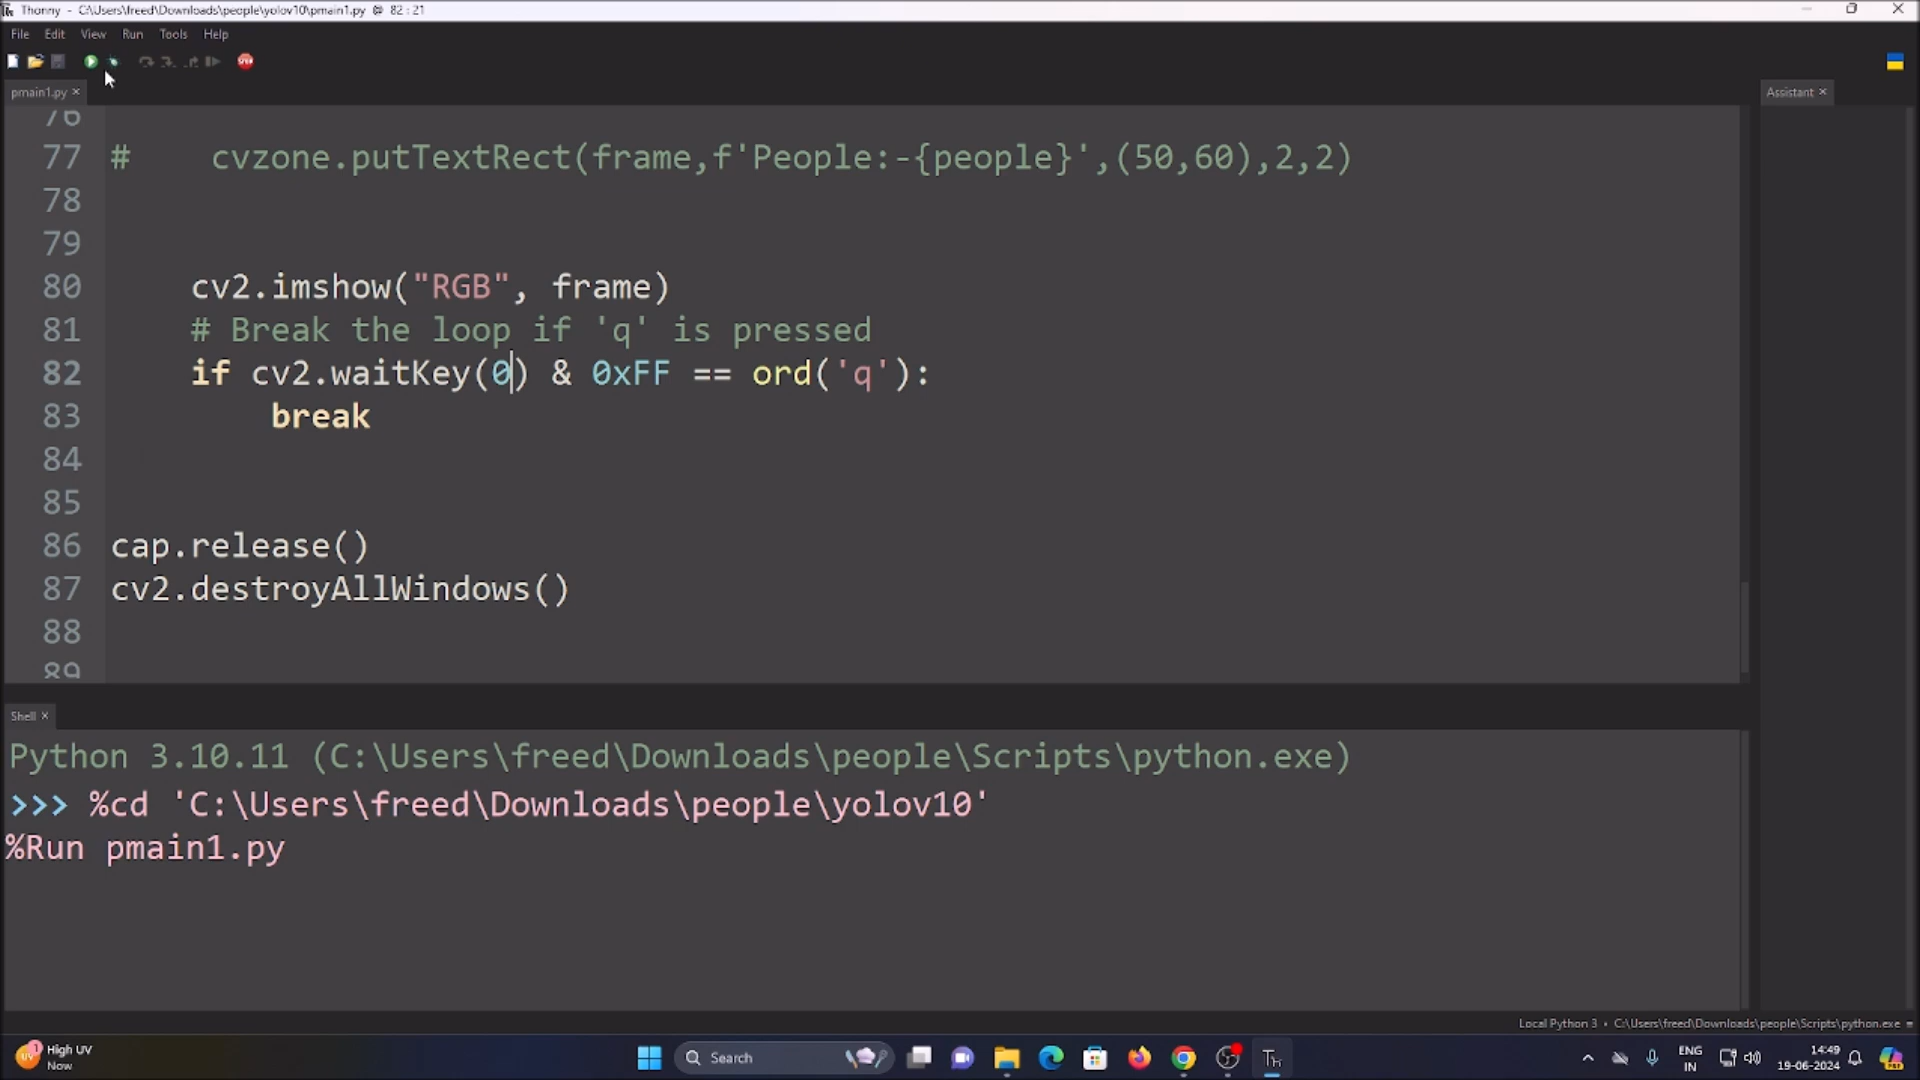 Thonny - C:\Users\freed\Downloads\people\yolov10\pmain1.py @ 82 : 21
File Edit View Run Tools Help
pmain1.py ×
Assistant ×
76
77 #    cvzone.putTextRect(frame,f'People:-{people}',(50,60),2,2)
78
79
80    cv2.imshow("RGB", frame)
81    # Break the loop if 'q' is pressed
82    if cv2.waitKey(0) & 0xFF == ord('q'):
83        break
84
85
86 cap.release()
87 cv2.destroyAllWindows()
88
89
Shell ×
Python 3.10.11 (C:\Users\freed\Downloads\people\Scripts\python.exe)
>>> %cd 'C:\Users\freed\Downloads\people\yolov10'
%Run pmain1.py
Local Python 3 • C:\Users\freed\Downloads\people\Scripts\python.exe ≡
High UV
Now
Search
ENG
IN
14:49
19-06-2024